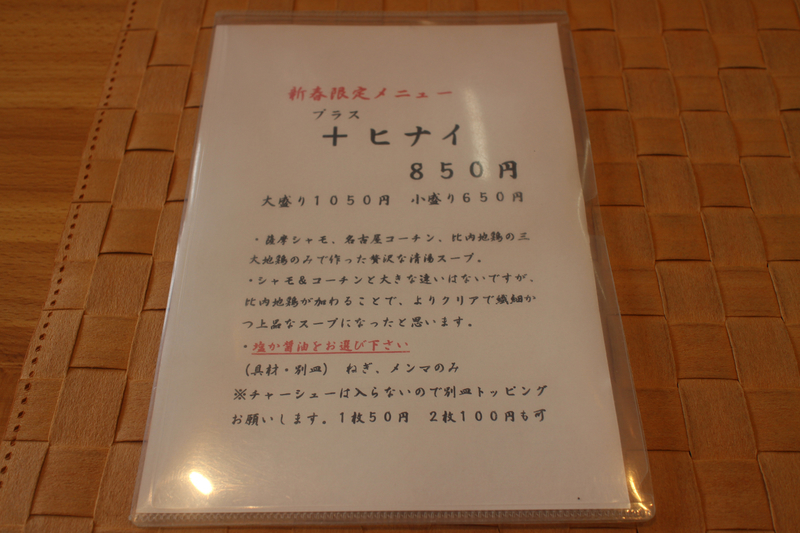 新春限定メニュー
プラス
＋ヒナイ
８５０円
大盛り１０５０円　小盛り６５０円
・薩摩シャモ、名古屋コーチン、比内地鶏の三
大地鶏のみで作った贅沢な清湯スープ。
・シャモ＆コーチンと大きな違いはないですが、
比内地鶏が加わることで、よりクリアで繊細か
つ上品なスープになったと思います。
・塩か醤油をお選び下さい
（具材・別皿）　ねぎ、メンマのみ
※チャーシューは入らないので別皿トッピング
お願いします。１枚５０円　２枚１００円も可